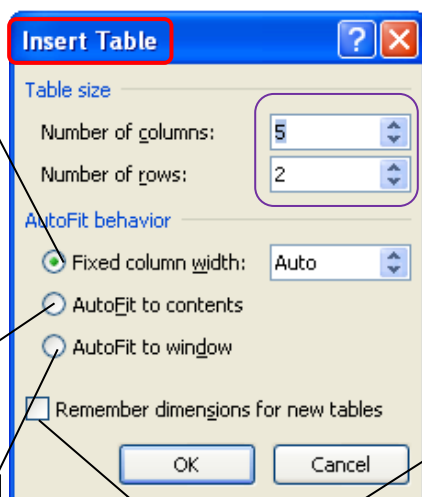 Insert Table
Table size
Number of columns: 5
Number of rows: 2
AutoFit behavior
Fixed column width: Auto
AutoFit to contents
AutoFit to window
Remember dimensions for new tables
OK Cancel